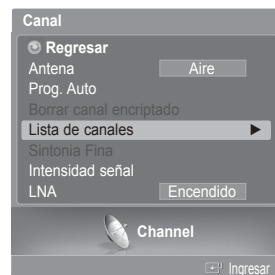 Canal
Regresar
Antena Aire
Prog. Auto
Borrar canal encriptado
Lista de canales
Sintonia Fina
Intensidad señal
LNA Encendido
Channel
Ingresar